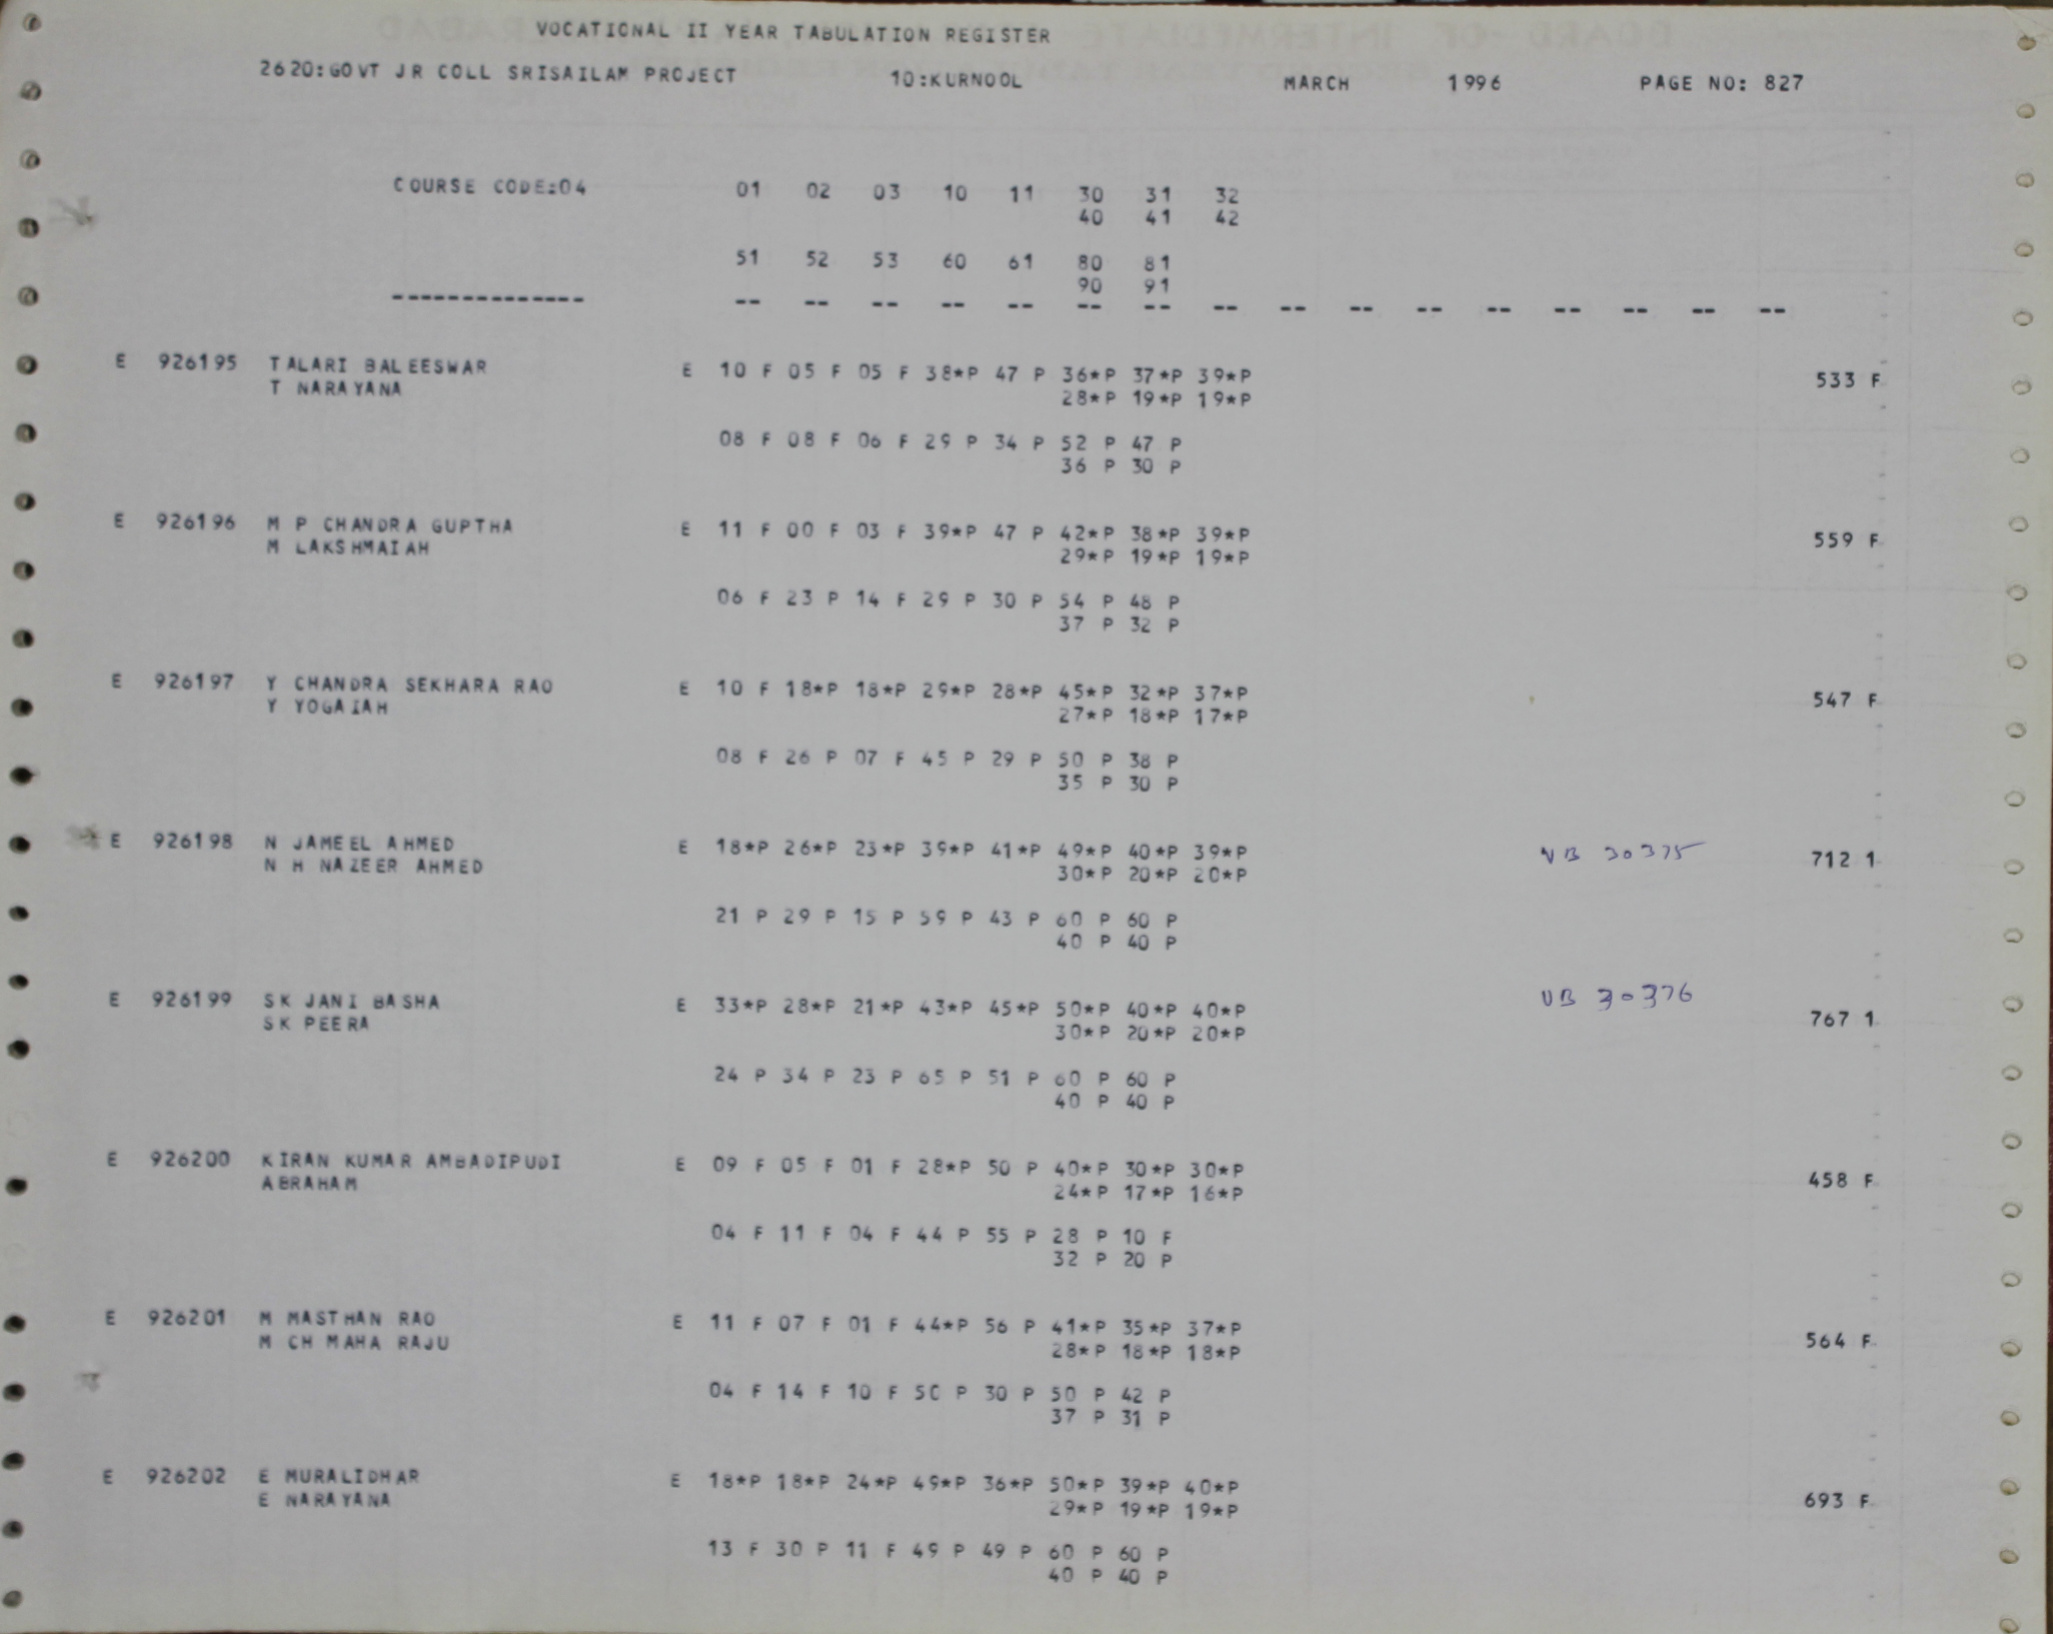 VOCATIONAL II YEAR TABULATION REGISTER
2620:GOVT JR COLL SRISAILAM PROJECT 10:KURNOOL MARCH 1996 PAGE NO: 827
COURSE CODE:04 01 02 03 10 11 30 31 32
40 41 42
51 52 53 60 61 80 81
90 91
-------------- -- -- -- -- -- -- -- -- -- -- -- -- -- -- -- --
E 926195 TALARI BALEESWAR E 10 F 05 F 05 F 38*P 47 P 36*P 37*P 39*P 533 F
T NARAYANA 28*P 19*P 19*P
08 F 08 F 06 F 29 P 34 P 52 P 47 P
36 P 30 P
E 926196 M P CHANDRA GUPTHA E 11 F 00 F 03 F 39*P 47 P 42*P 38*P 39*P 559 F
M LAKSHMAIAH 29*P 19*P 19*P
06 F 23 P 14 F 29 P 30 P 54 P 48 P
37 P 32 P
E 926197 Y CHANDRA SEKHARA RAO E 10 F 18*P 18*P 29*P 28*P 45*P 32*P 37*P 547 F
Y YOGAIAH 27*P 18*P 17*P
08 F 26 P 07 F 45 P 29 P 50 P 38 P
35 P 30 P
E 926198 N JAMEEL AHMED E 18*P 26*P 23*P 39*P 41*P 49*P 40*P 39*P VB 30375 712 1
N H NAZEER AHMED 30*P 20*P 20*P
21 P 29 P 15 P 59 P 43 P 60 P 60 P
40 P 40 P
E 926199 SK JANI BASHA E 33*P 28*P 21*P 43*P 45*P 50*P 40*P 40*P VB 30376 767 1
SK PEERA 30*P 20*P 20*P
24 P 34 P 23 P 65 P 51 P 60 P 60 P
40 P 40 P
E 926200 KIRAN KUMAR AMBADIPUDI E 09 F 05 F 01 F 28*P 50 P 40*P 30*P 30*P 458 F
ABRAHAM 24*P 17*P 16*P
04 F 11 F 04 F 44 P 55 P 28 P 10 F
32 P 20 P
E 926201 M MASTHAN RAO E 11 F 07 F 01 F 44*P 56 P 41*P 35*P 37*P 564 F
M CH MAHA RAJU 28*P 18*P 18*P
04 F 14 F 10 F 50 P 30 P 50 P 42 P
37 P 31 P
E 926202 E MURALIDHAR E 18*P 18*P 24*P 49*P 36*P 50*P 39*P 40*P 693 F
E NARAYANA 29*P 19*P 19*P
13 F 30 P 11 F 49 P 49 P 60 P 60 P
40 P 40 P